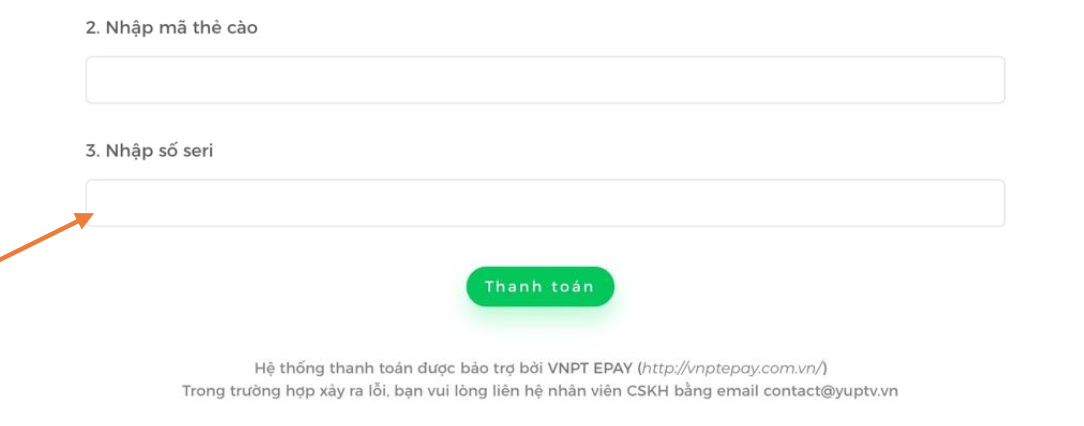 2. Nhập mã thẻ cào
3. Nhập số seri
Thanh toán
Hệ thống thanh toán được bảo trợ bởi VNPT EPAY (http://vnptepay.com.vn/)
Trong trường hợp xảy ra lỗi, bạn vui lòng liên hệ nhân viên CSKH bằng email contact@yuptv.vn